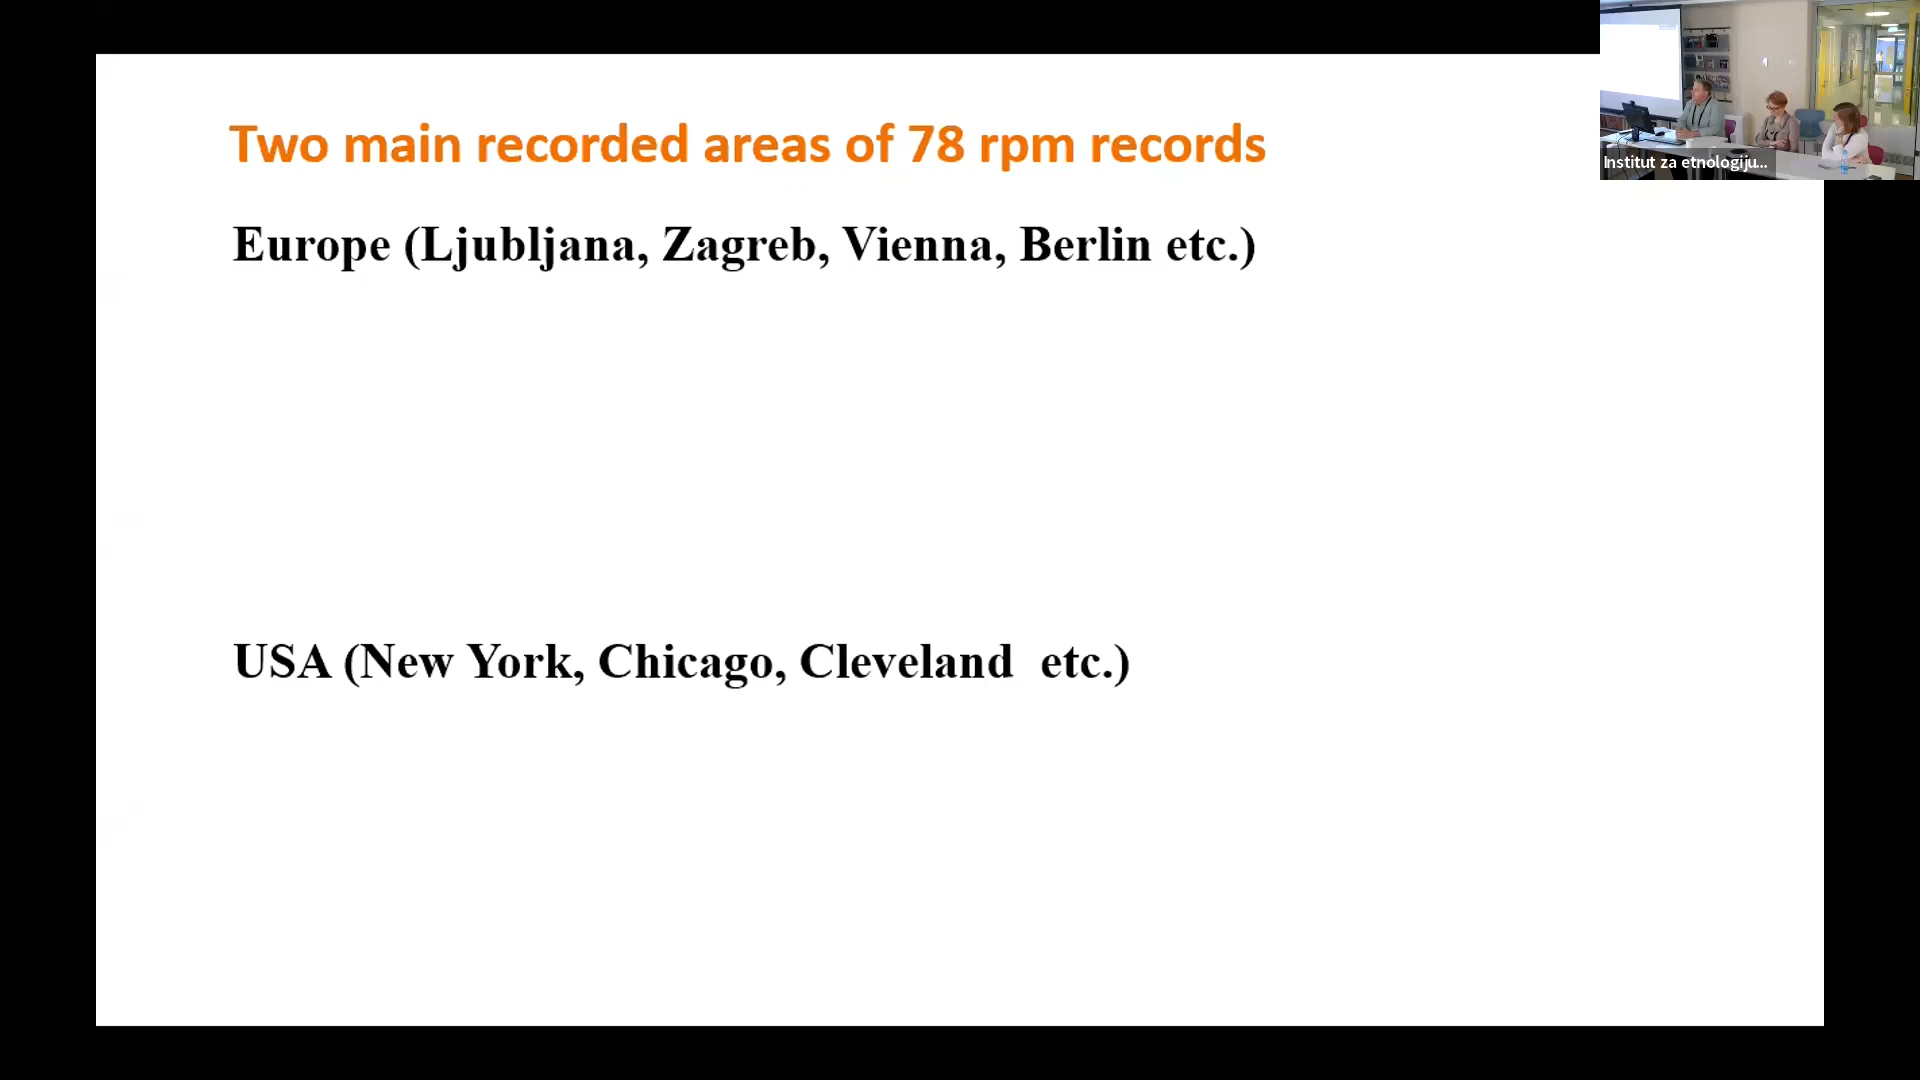 Two main recorded areas of 78 rpm records
Europe (Ljubljana, Zagreb, Vienna, Berlin etc.)
USA (New York, Chicago, Cleveland  etc.)
Institut za etnologiju...